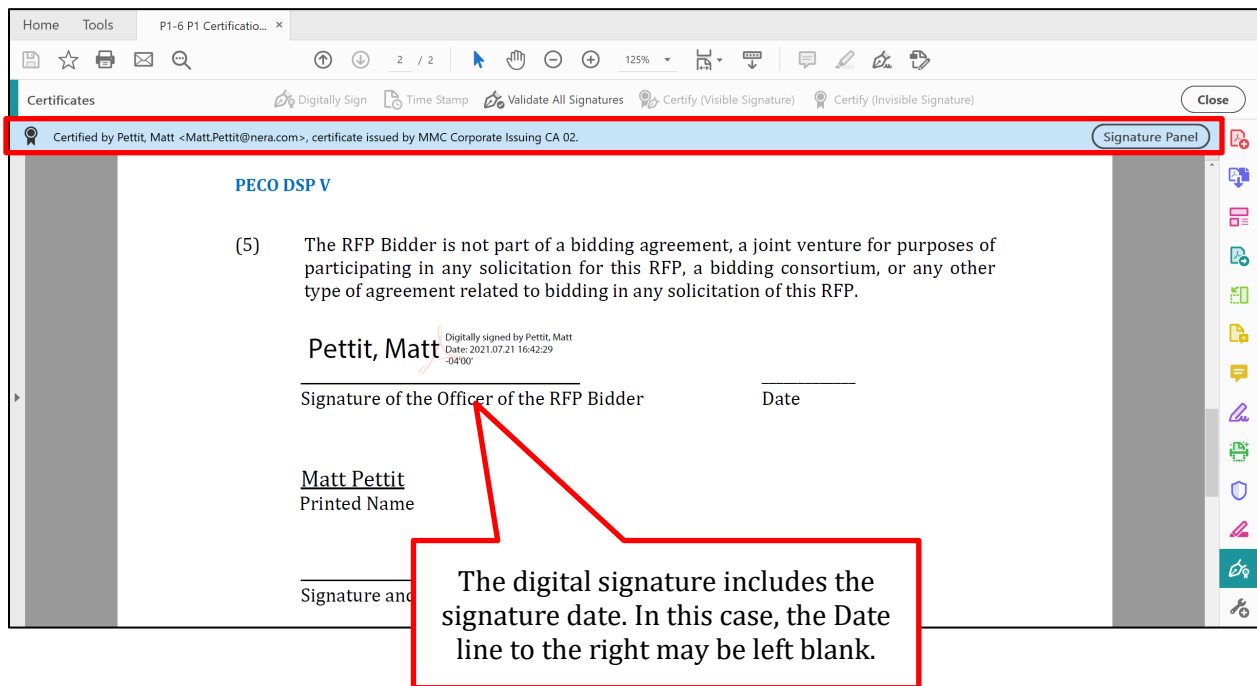 Home Tools P1-6 P1 Certificatio... ×
2 / 2 125%
Certificates Digitally Sign Time Stamp Validate All Signatures Certify (Visible Signature) Certify (Invisible Signature) Close
Certified by Pettit, Matt <Matt.Pettit@nera.com>, certificate issued by MMC Corporate Issuing CA 02. Signature Panel
PECO DSP V
(5) The RFP Bidder is not part of a bidding agreement, a joint venture for purposes of
participating in any solicitation for this RFP, a bidding consortium, or any other
type of agreement related to bidding in any solicitation of this RFP.
Pettit, Matt
Digitally signed by Pettit, Matt
Date: 2021.07.21 16:42:29
-04'00'
Signature of the Officer of the RFP Bidder Date
Matt Pettit
Printed Name
Signature and
The digital signature includes the
signature date. In this case, the Date
line to the right may be left blank.